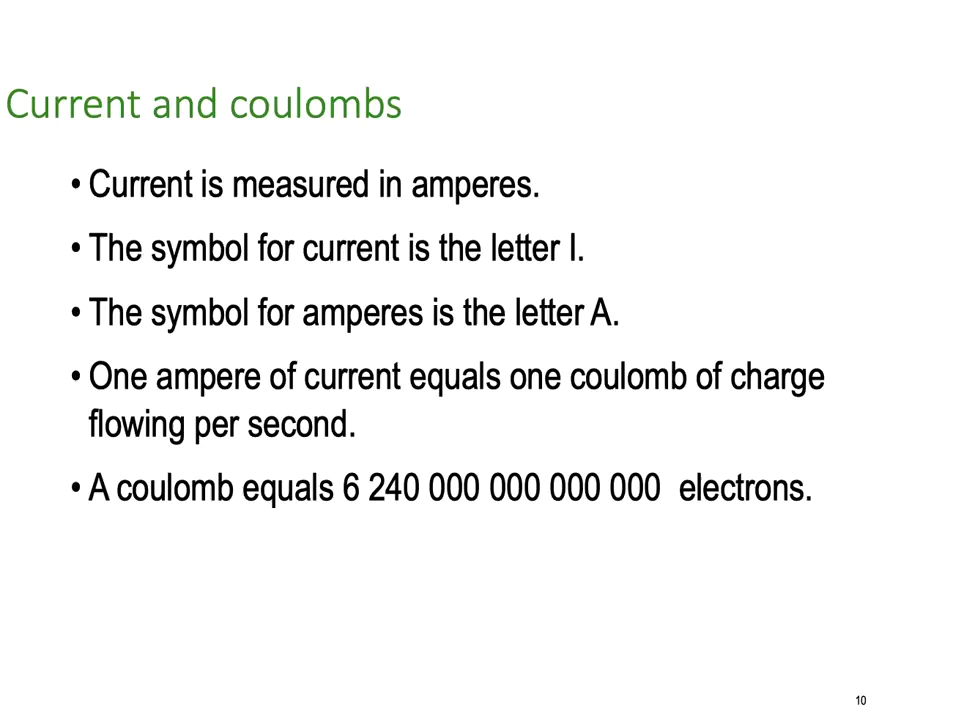 Current and coulombs
• Current is measured in amperes.
• The symbol for current is the letter I.
• The symbol for amperes is the letter A.
• One ampere of current equals one coulomb of charge
flowing per second.
• A coulomb equals 6 240 000 000 000 000  electrons.
10